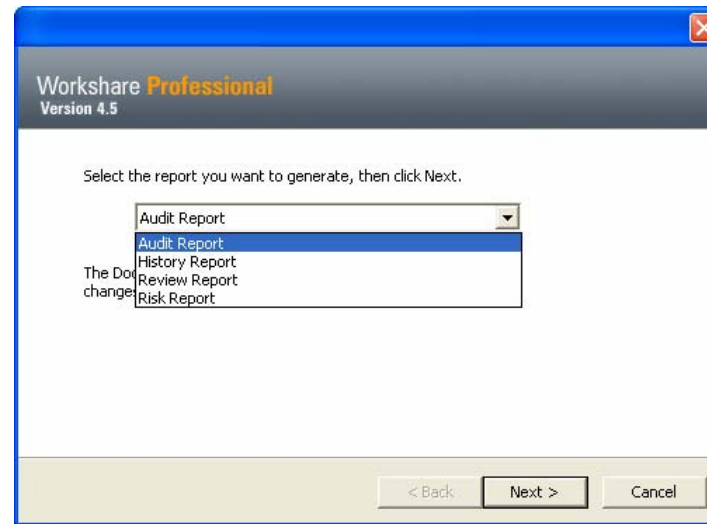 Workshare Professional
Version 4.5
Select the report you want to generate, then click Next.
Audit Report
Audit Report
History Report
Review Report
Risk Report
The Doc
changes
< Back
Next >
Cancel